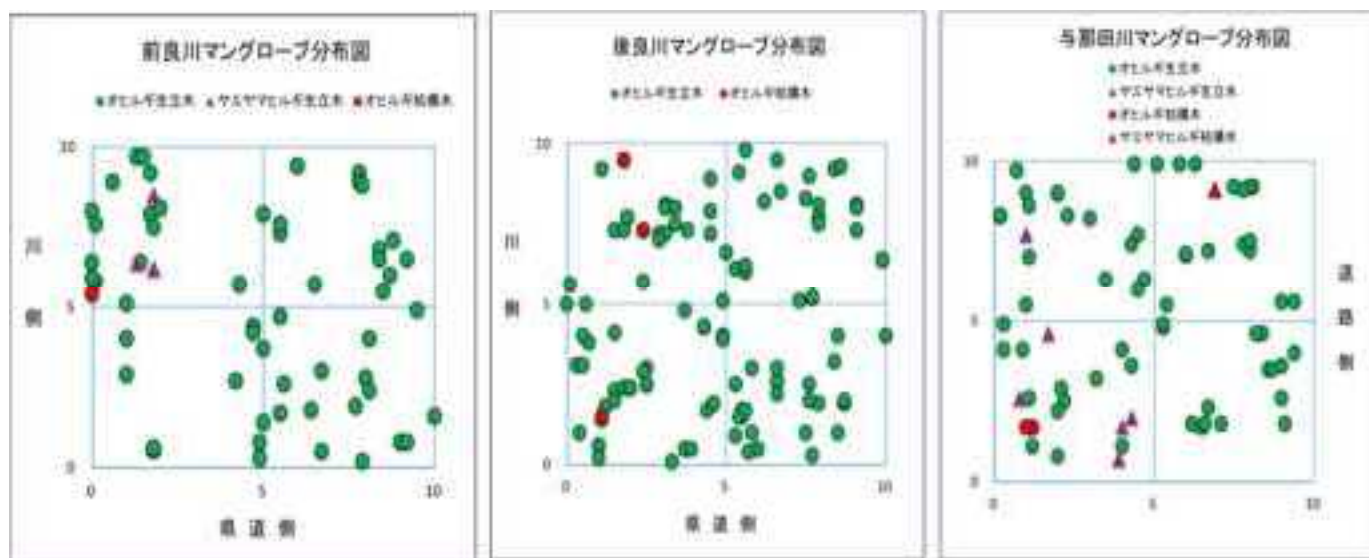 前良川マングローブ分布図
オヒルギ生立木 ヤエヤマヒルギ生立木 オヒルギ枯損木
10
5
0
0 5 10
川側
県道側
後良川マングローブ分布図
オヒルギ生立木 オヒルギ枯損木
10
5
0
0 5 10
川側
県道側
与那田川マングローブ分布図
オヒルギ生立木
ヤエヤマヒルギ生立木
オヒルギ枯損木
ヤエヤマヒルギ枯損木
10
5
0
0 5 10
道路側